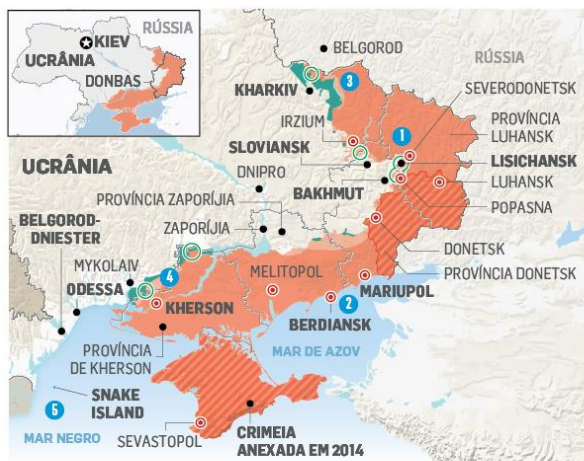 RÚSSIA
KIEV
UCRÂNIA
DONBAS
BELGOROD
RÚSSIA
3
KHARKIV
SEVERODONETSK
IRZIUM
1
PROVÍNCIA
LUHANSK
SLOVIANSK
LISICHANSK
UCRÂNIA
DNIPRO
BAKHMUT
LUHANSK
PROVÍNCIA ZAPORÍJIA
POPASNA
BELGOROD-
DNIESTER
ZAPORÍJIA
DONETSK
MYKOLAIV
4
MELITOPOL
PROVÍNCIA DONETSK
ODESSA
MARIUPOL
KHERSON
2
BERDIANSK
PROVÍNCIA
DE KHERSON
MAR DE AZOV
SNAKE
ISLAND
5
MAR NEGRO
SEVASTOPOL
CRIMEIA
ANEXADA EM 2014